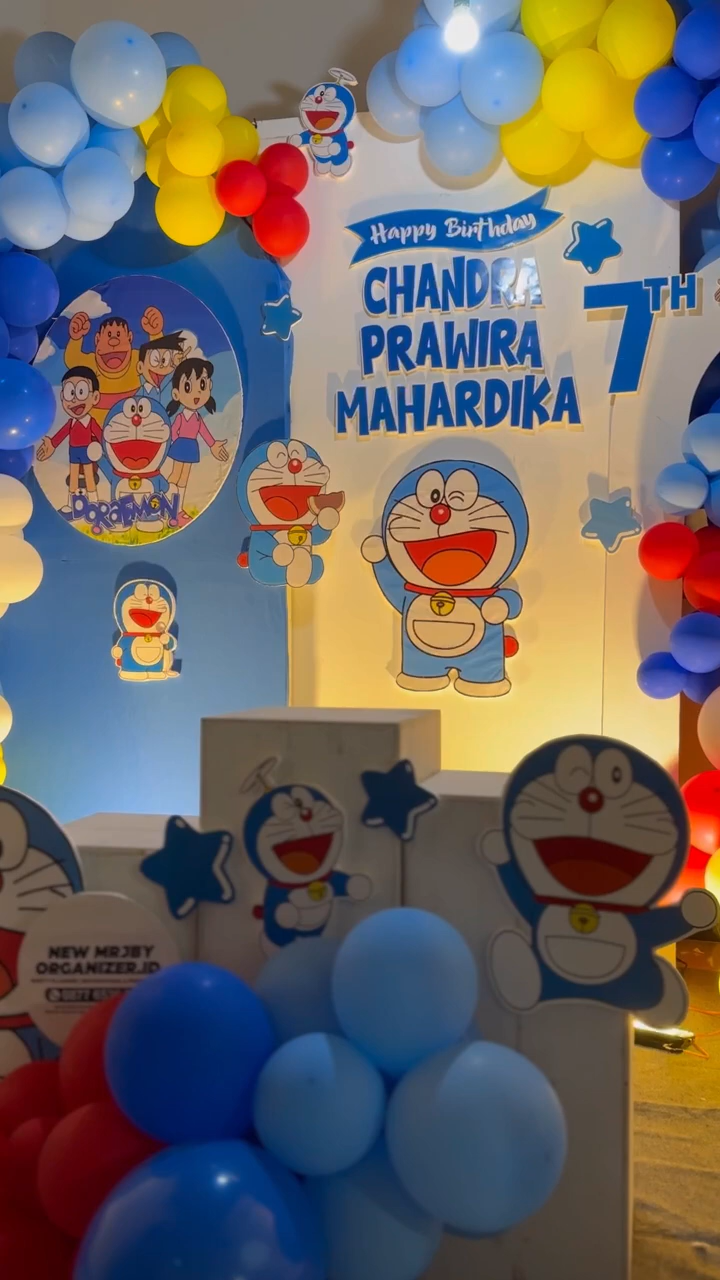 Happy Birthday
CHANDRA
PRAWIRA
MAHARDIKA
7TH
DORAEMON
NEW MRJBY
ORGANIZER.ID